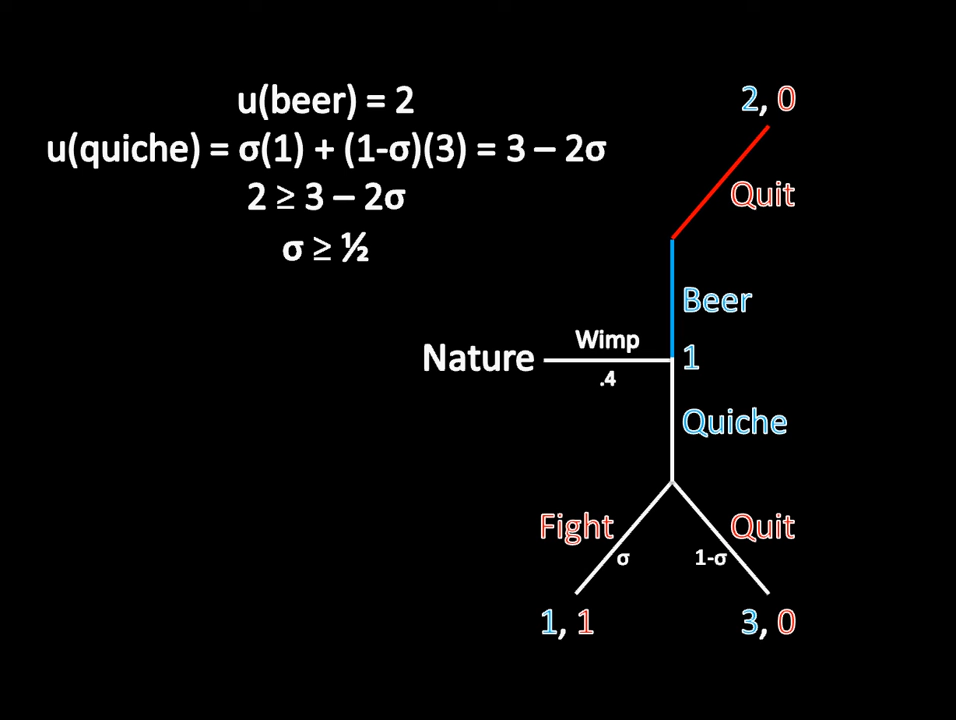 u(beer) = 2
u(quiche) = σ(1) + (1-σ)(3) = 3 – 2σ
2 ≥ 3 – 2σ
σ ≥ ½
2, 0
Quit
Beer
Nature
Wimp
.4
1
Quiche
Fight
σ
Quit
1-σ
1, 1
3, 0